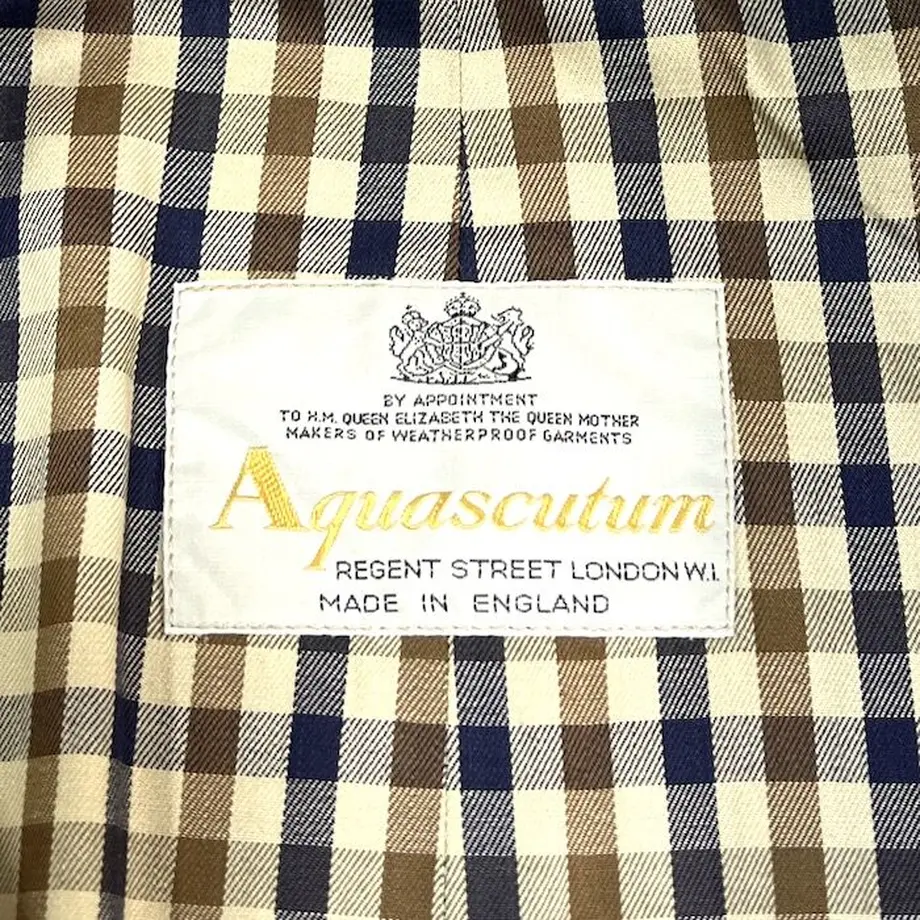 BY APPOINTMENT
TO H.M. QUEEN ELIZABETH THE QUEEN MOTHER
MAKERS OF WEATHERPROOF GARMENTS
Aquascutum
REGENT STREET LONDON W.I.
MADE IN ENGLAND